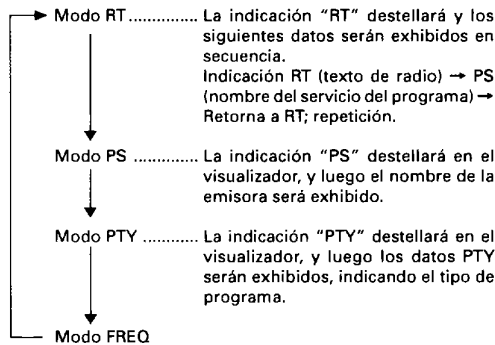 Modo RT.............. La indicación "RT" destellará y los
siguientes datos serán exhibidos en
secuencia.
Indicación RT (texto de radio) → PS
(nombre del servicio del programa) →
Retorna a RT; repetición.
Modo PS .............. La indicación "PS" destellará en el
visualizador, y luego el nombre de la
emisora será exhibido.
Modo PTY ............ La indicación "PTY" destellará en el
visualizador, y luego los datos PTY
serán exhibidos, indicando el tipo de
programa.
Modo FREQ